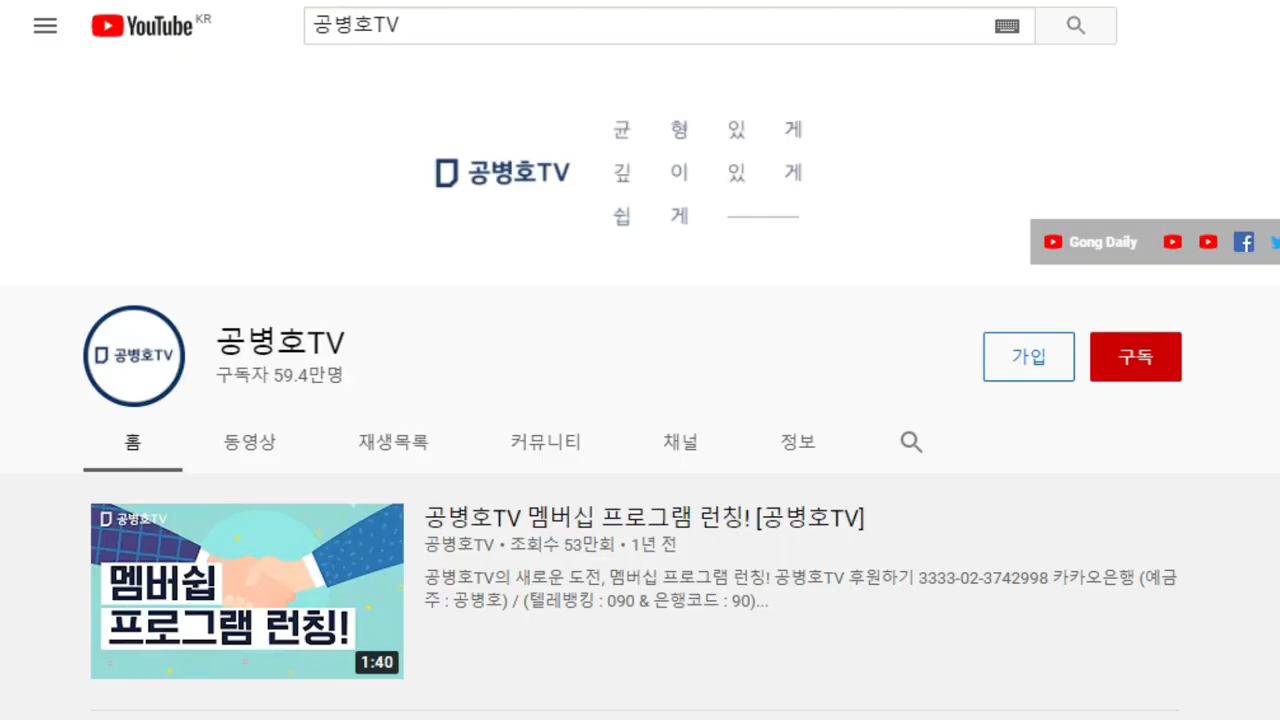 YouTube KR
공병호TV
균 형 있 게
공병호TV
깊 이 있 게
쉽 게
Gong Daily
공병호TV
공병호TV
구독자 59.4만명
가입
구독
홈
동영상
재생목록
커뮤니티
채널
정보
공병호TV
멤버쉽
프로그램 런칭!
1:40
공병호TV 멤버십 프로그램 런칭! [공병호TV]
공병호TV • 조회수 53만회 • 1년 전
공병호TV의 새로운 도전, 멤버십 프로그램 런칭! 공병호TV 후원하기 3333-02-3742998 카카오은행 (예금
주 : 공병호) / (텔레뱅킹 : 090 & 은행코드 : 90)...